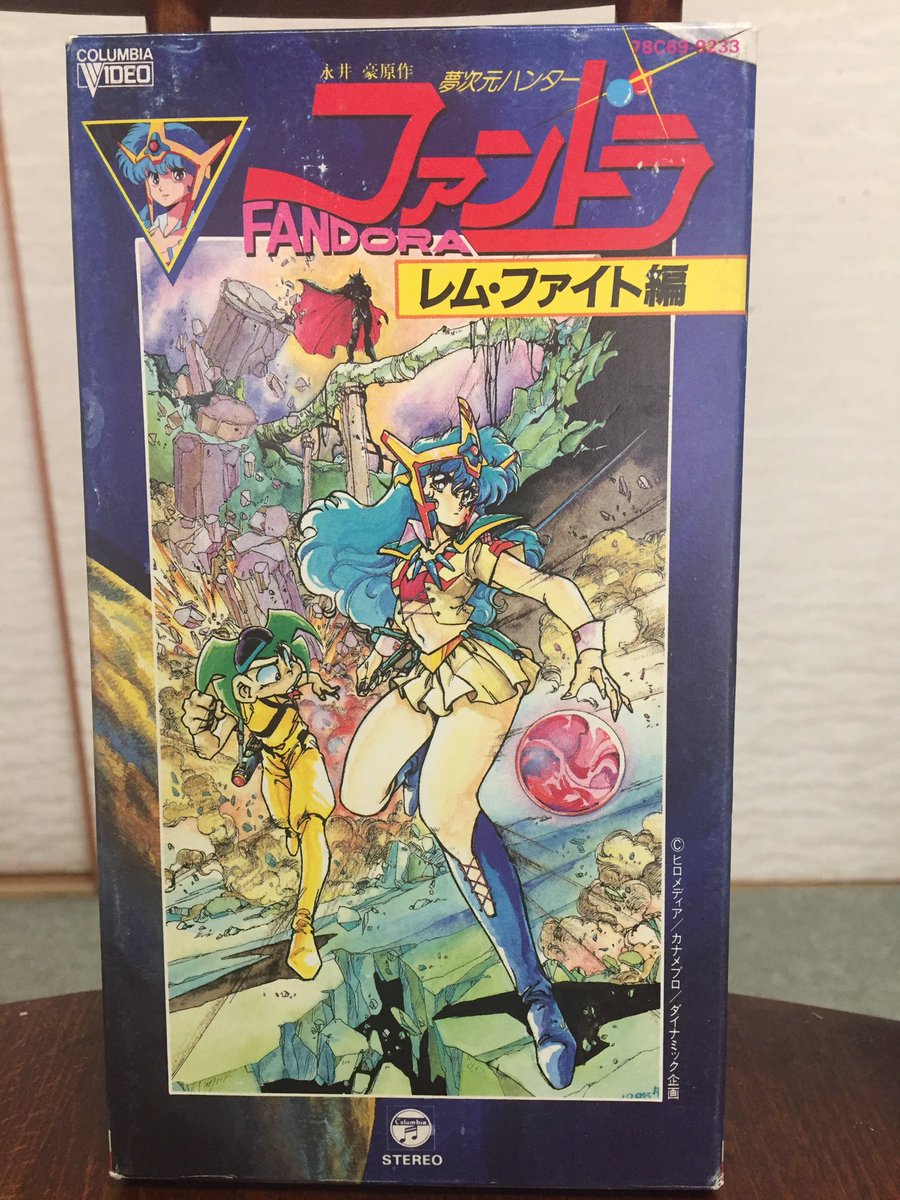 COLUMBIA
VIDEO
78C69-9233
永井 豪原作
夢次元ハンター
ファンドラ
FANDORA
レム・ファイト編
©ヒロメディア/カナメプロ/ダイナミック企画
Columbia
STEREO